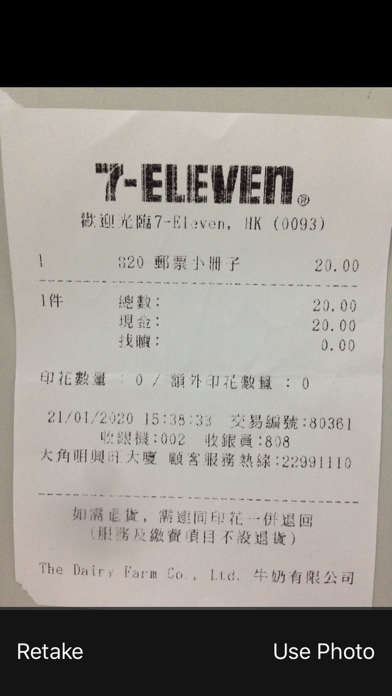 7-ELEVEN®
歡迎光臨7-Eleven, HK (0093)
1 $20 郵票小冊子 20.00
1件 總數: 20.00
現金: 20.00
找贖: 0.00
印花數量 : 0 / 額外印花數量 : 0
21/01/2020 15:38:33 交易編號:80361
收銀機:002 收銀員:808
大角咀興旺大廈 顧客服務熱線:22991110
如需退貨, 需連同印花一併退回
(服務及繳費項目不設退貨)
The Dairy Farm Co., Ltd. 牛奶有限公司
Retake Use Photo